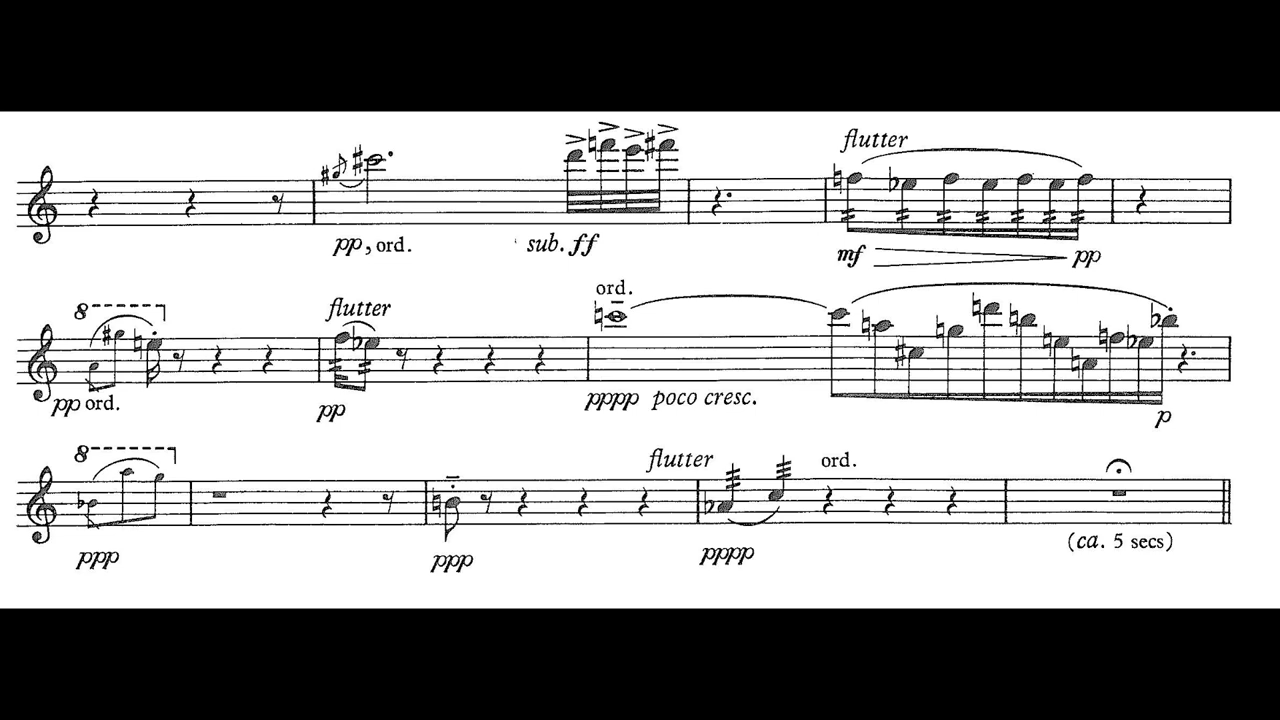 flutter
pp, ord. sub. ff mf pp
8 flutter ord.
pp ord. pp pppp poco cresc. p
8 flutter ord.
ppp ppp pppp (ca. 5 secs)